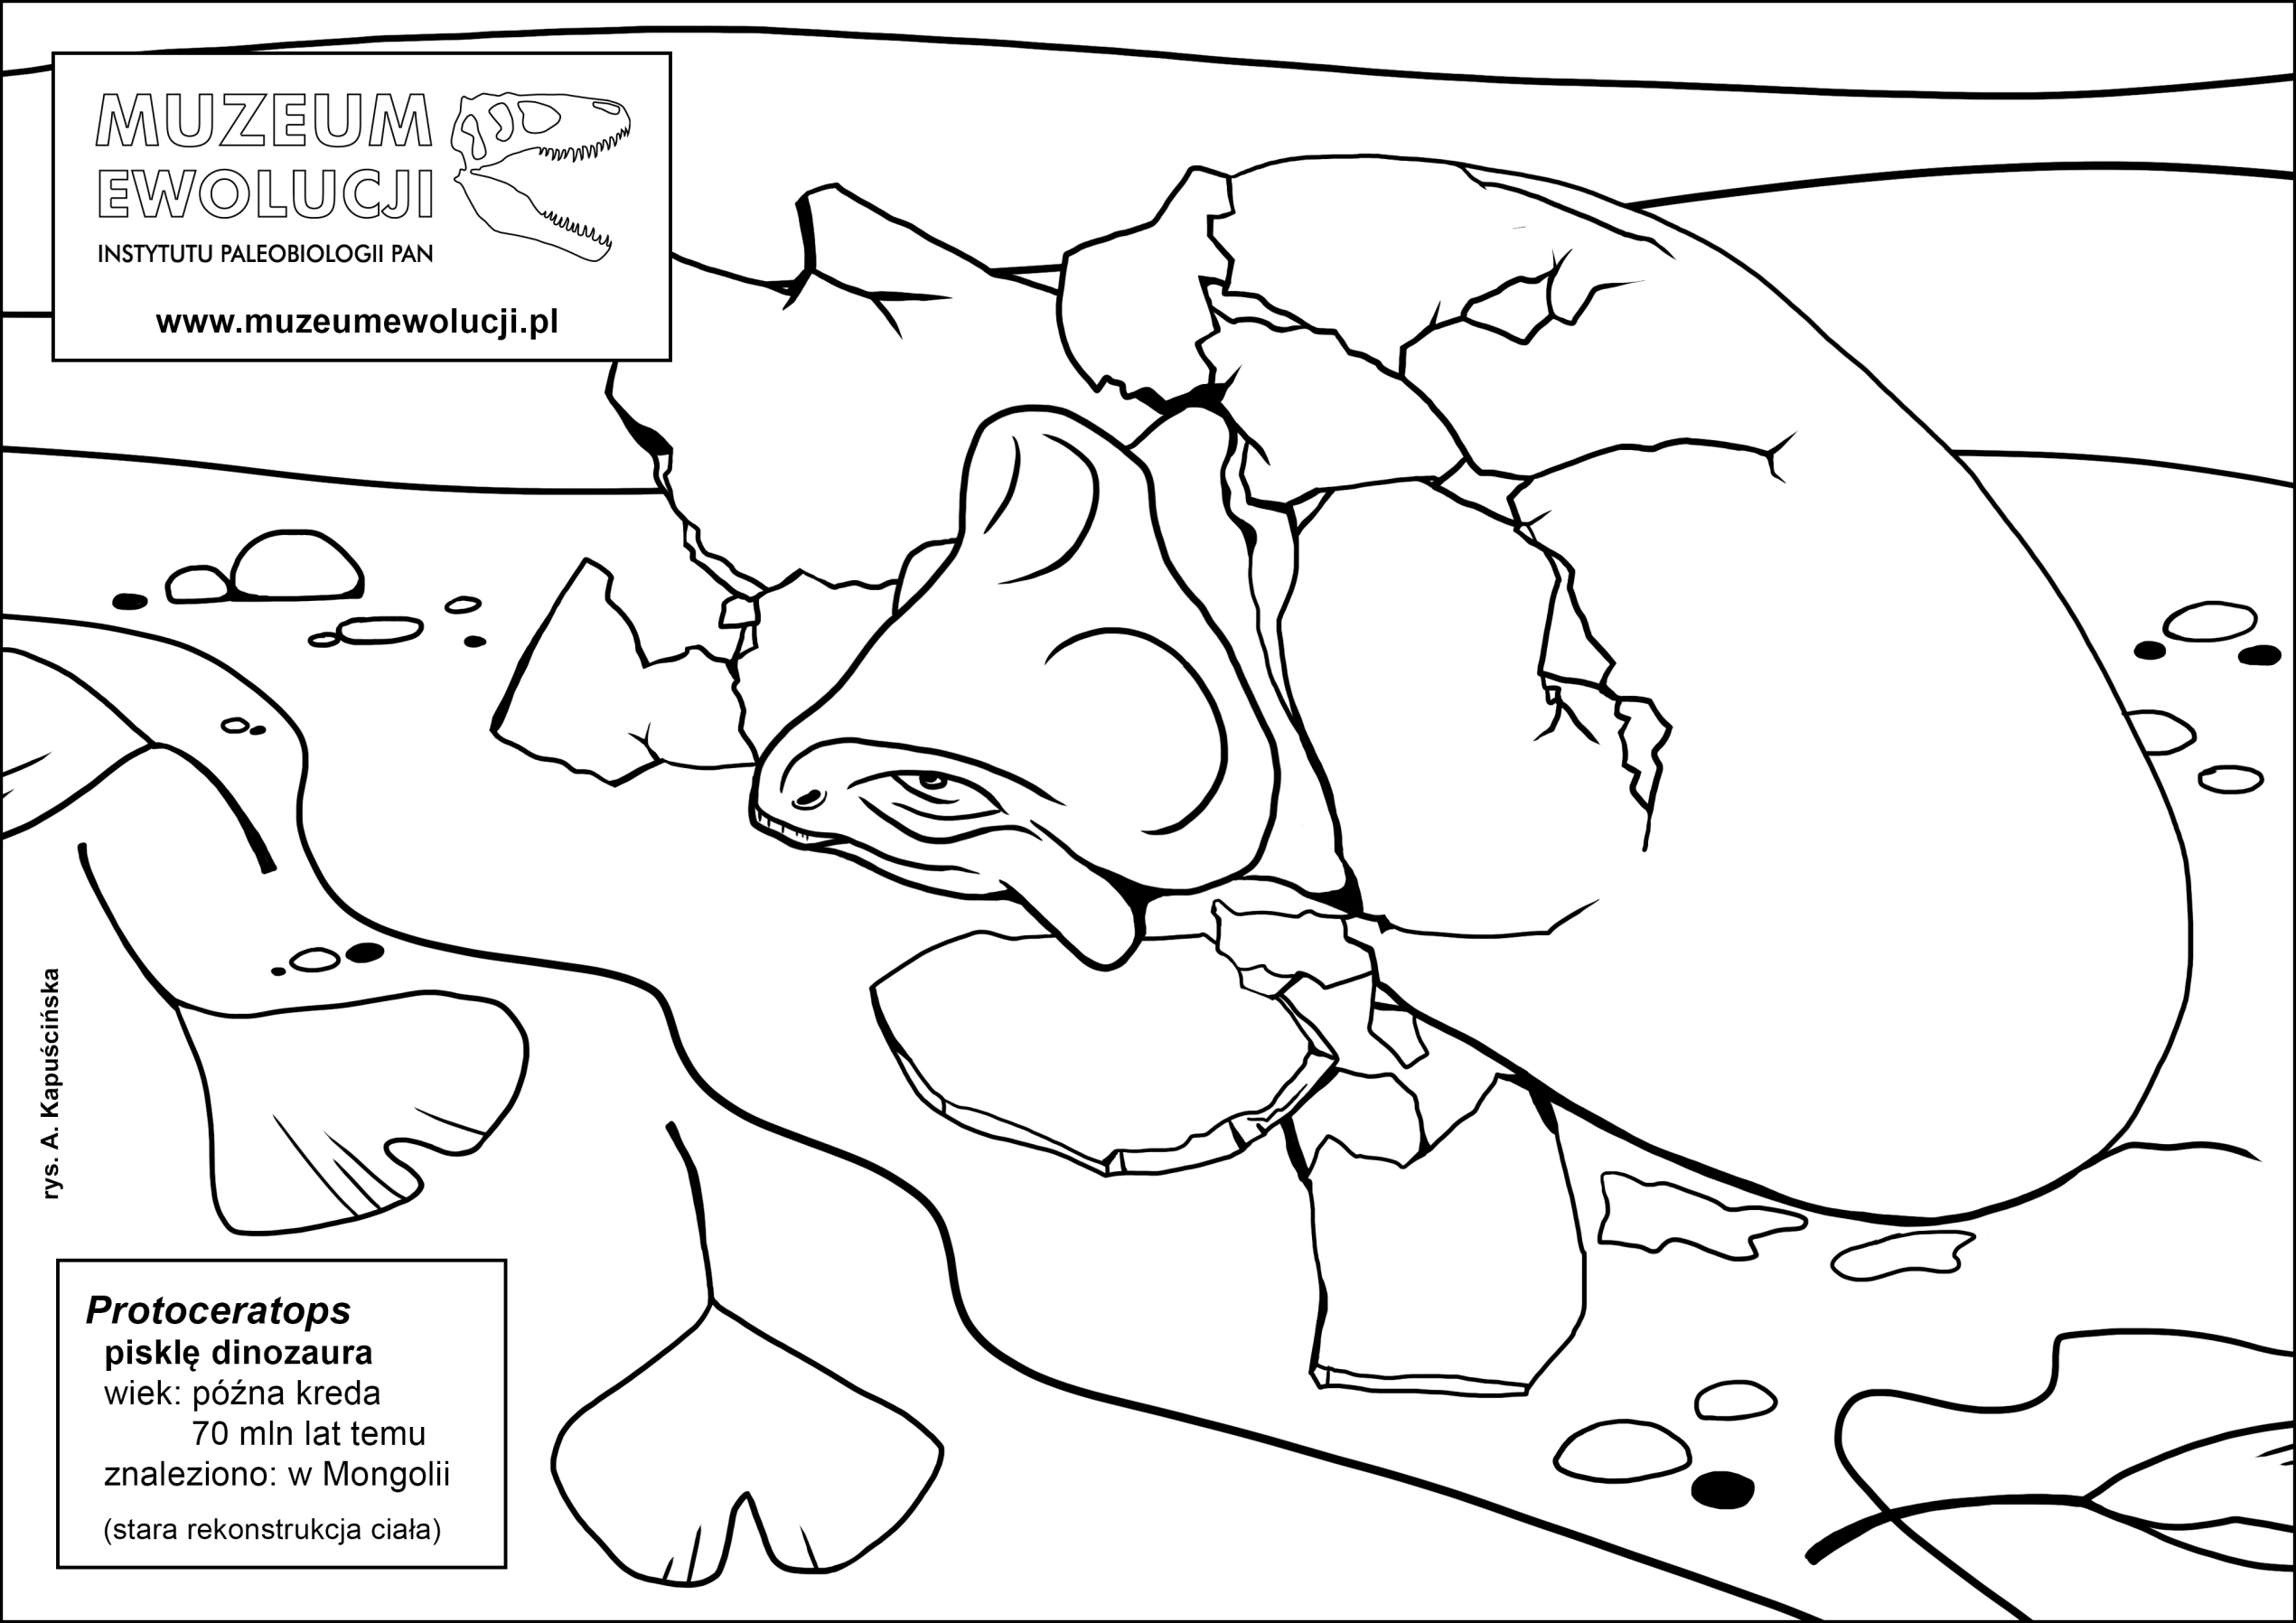 MUZEUM
EWOLUCJI
INSTYTUTU PALEOBIOLOGII PAN
www.muzeumewolucji.pl
rys. A. Kapuścińska
Protoceratops
pisklę dinozaura
wiek: późna kreda
70 mln lat temu
znaleziono: w Mongolii
(stara rekonstrukcja ciała)